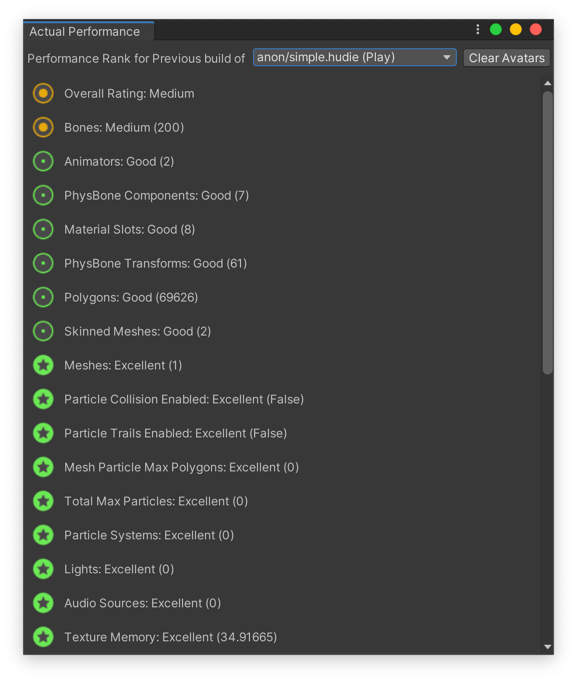 Actual Performance
Performance Rank for Previous build of anon/simple.hudie (Play) Clear Avatars
Overall Rating: Medium
Bones: Medium (200)
Animators: Good (2)
PhysBone Components: Good (7)
Material Slots: Good (8)
PhysBone Transforms: Good (61)
Polygons: Good (69626)
Skinned Meshes: Good (2)
Meshes: Excellent (1)
Particle Collision Enabled: Excellent (False)
Particle Trails Enabled: Excellent (False)
Mesh Particle Max Polygons: Excellent (0)
Total Max Particles: Excellent (0)
Particle Systems: Excellent (0)
Lights: Excellent (0)
Audio Sources: Excellent (0)
Texture Memory: Excellent (34.91665)